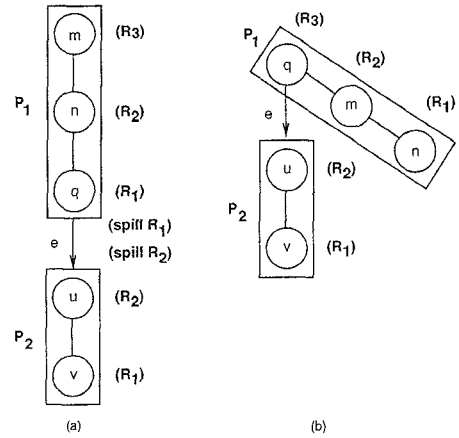 m (R3)
P1
n (R2)
q (R1)
(spill R1)
e
(spill R2)
u (R2)
P2
v (R1)
(a)
(R3)
P1
q
(R2)
m
(R1)
n
e
u (R2)
P2
v (R1)
(b)